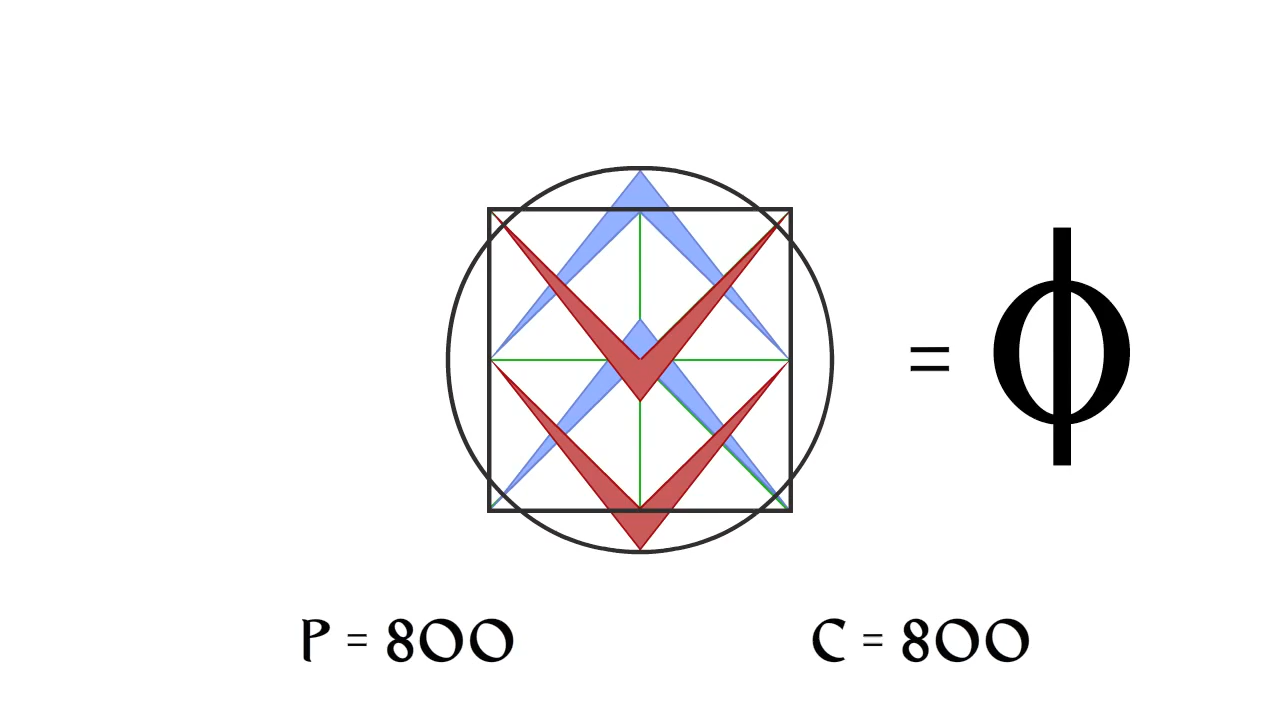 = ϕ
P = 800
C = 800